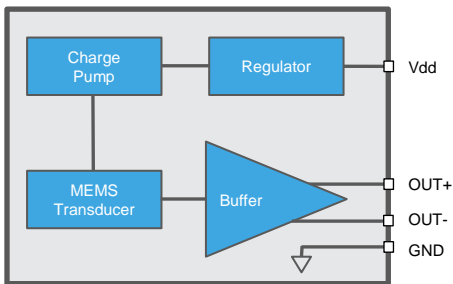 Charge
Pump
Regulator
Vdd
MEMS
Transducer
Buffer
OUT+
OUT-
GND